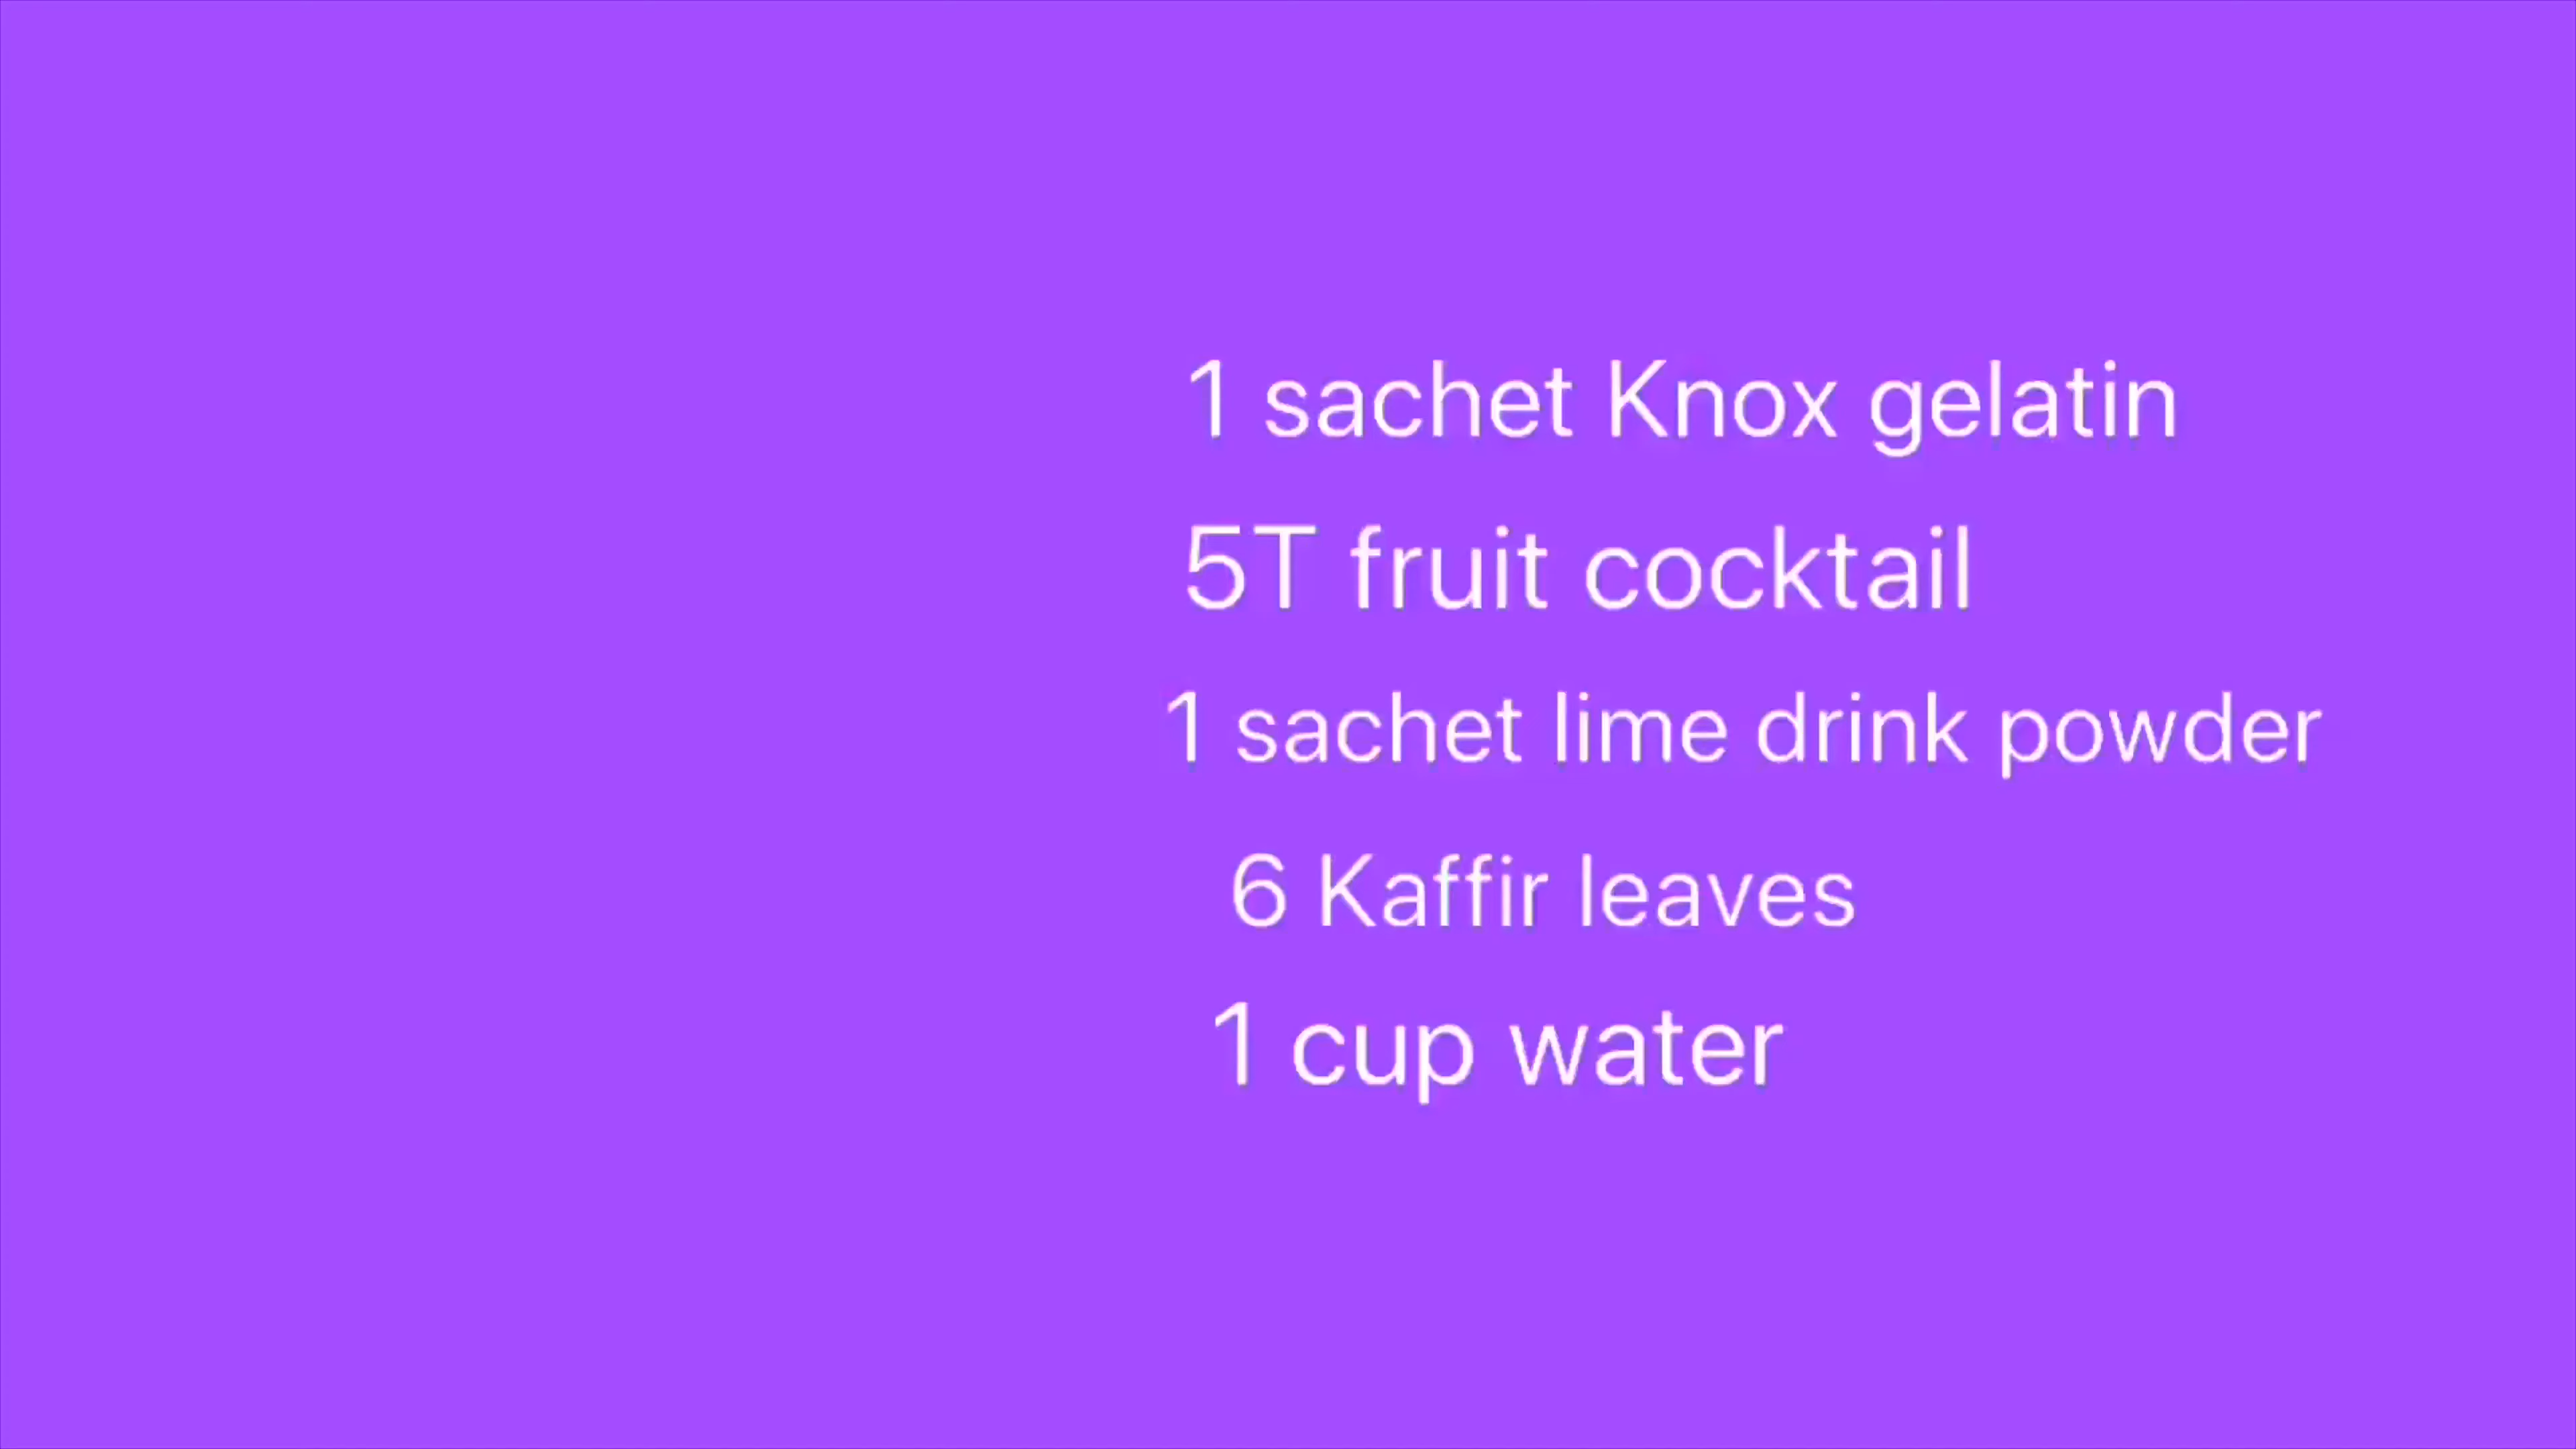 1 sachet Knox gelatin
5T fruit cocktail
1 sachet lime drink powder
6 Kaffir leaves
1 cup water